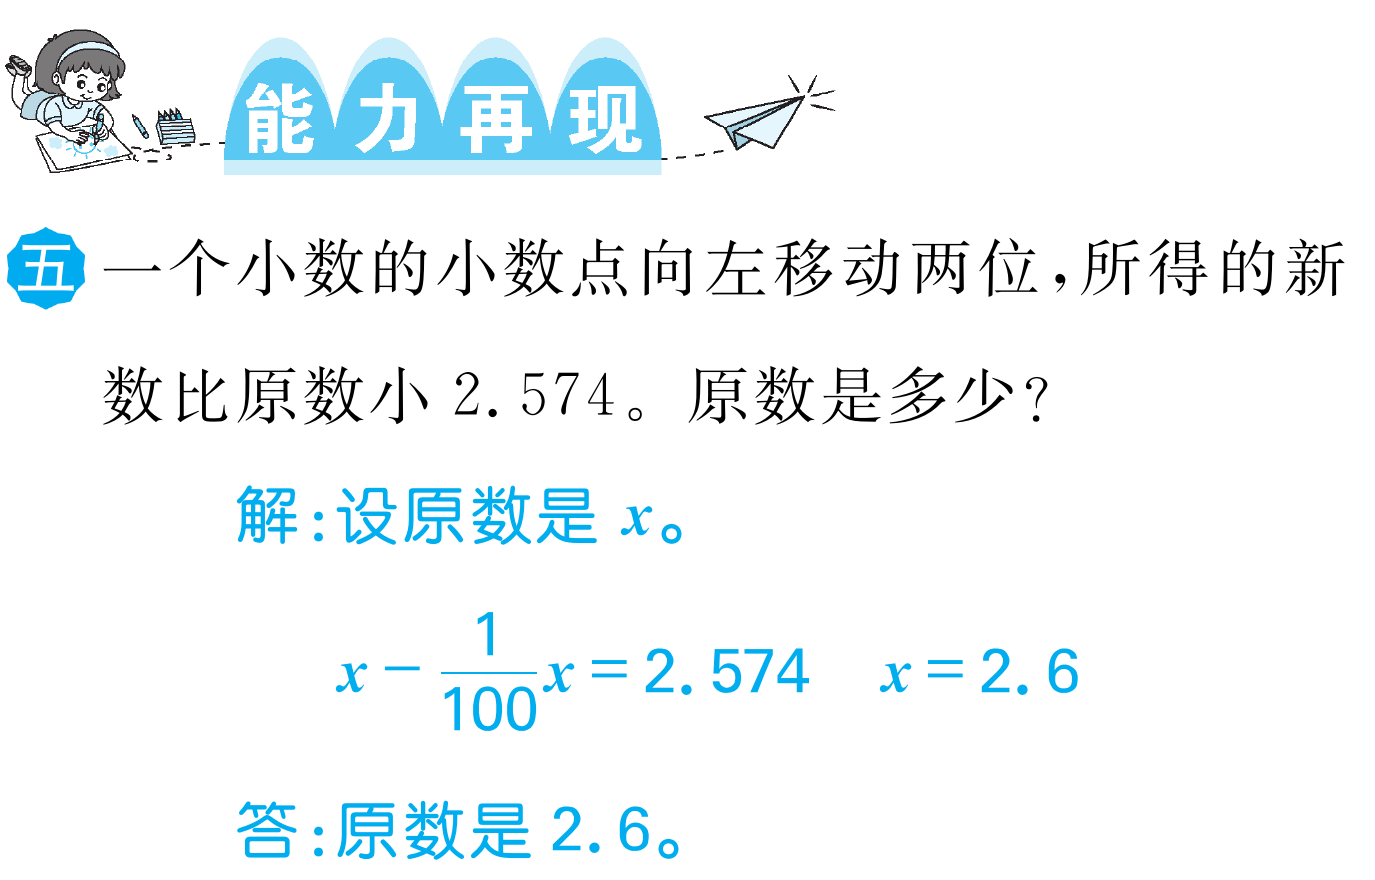 能力再现
五 一个小数的小数点向左移动两位,所得的新
数比原数小 2.574。原数是多少?
解:设原数是 x。
x - 1/100 x = 2.574 x = 2.6
答:原数是 2.6。